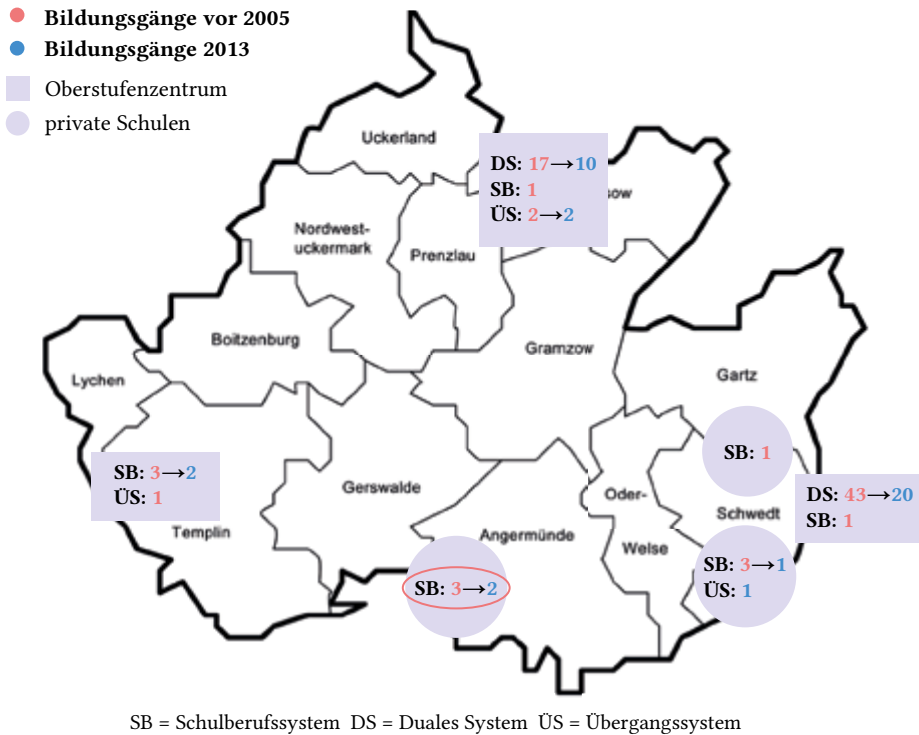 Bildungsgänge vor 2005
Bildungsgänge 2013
Oberstufenzentrum
private Schulen
Uckerland
DS: 17→10
SB: 1
ÜS: 2→2
sow
Nordwest-
uckermark
Prenzlau
Boitzenburg
Gramzow
Lychen
Gartz
SB: 1
SB: 3→2
ÜS: 1
Gerswalde
Oder-
DS: 43→20
SB: 1
Schwedt
Templin
Angermünde
Welse
SB: 3→1
ÜS: 1
SB: 3→2
SB = Schulberufssystem DS = Duales System ÜS = Übergangssystem